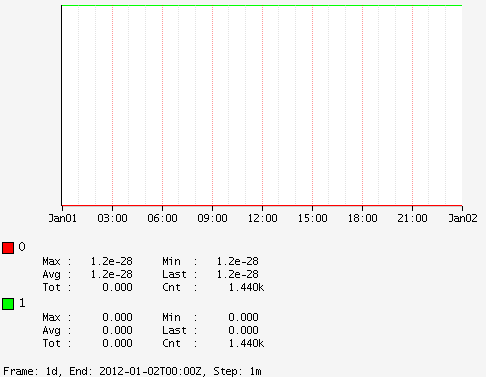 Jan01 03:00 06:00 09:00 12:00 15:00 18:00 21:00 Jan02
0
Max : 1.2e-28 Min : 1.2e-28
Avg : 1.2e-28 Last : 1.2e-28
Tot : 0.000 Cnt : 1.440k
1
Max : 0.000 Min : 0.000
Avg : 0.000 Last : 0.000
Tot : 0.000 Cnt : 1.440k
Frame: 1d, End: 2012-01-02T00:00Z, Step: 1m